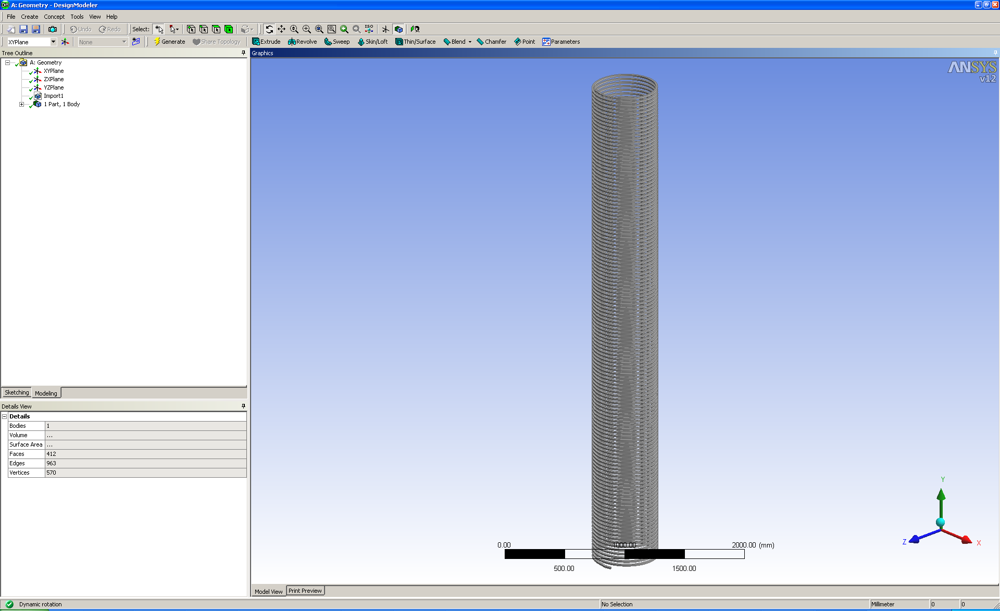 A: Geometry - DesignModeler
File Create Concept Tools View Help
Undo Redo Select: ISO
XYPlane None Generate Share Topology Extrude Revolve Sweep Skin/Loft Thin/Surface Blend Chamfer Point Parameters
Tree Outline
Graphics
A: Geometry
XYPlane
ZXPlane
YZPlane
Import1
1 Part, 1 Body
ANSYS
v12
Sketching Modeling
Details View
Details
Bodies 1
Volume ...
Surface Area ...
Faces 412
Edges 963
Vertices 570
0.00 1000.00 2000.00 (mm)
500.00 1500.00
Y
Z X
Model View Print Preview
Dynamic rotation No Selection Millimeter 0 0